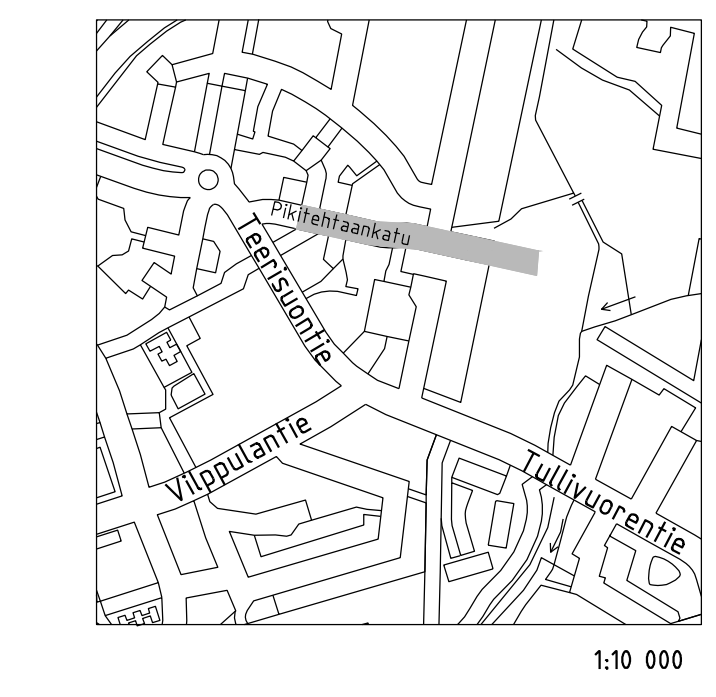 Pikitehtaankatu
Teerisuontie
Vilppulantie
Tullivuorentie
1:10 000